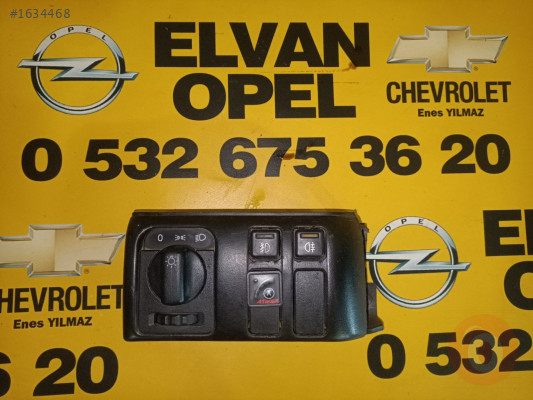 #1634468
OPEL
ELVAN
OPEL
CHEVROLET
Enes YILMAZ
0 532 675 36 20
0
CHEVROLET
Enes YILMAZ
OPEL
6 20
0 532